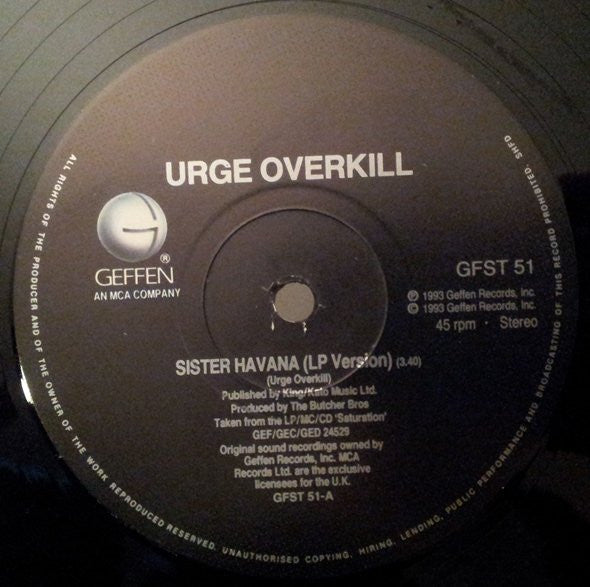 URGE OVERKILL
G
®
GEFFEN
AN MCA COMPANY
GFST 51
℗ 1993 Geffen Records, Inc.
© 1993 Geffen Records, Inc.
45 rpm · Stereo
SISTER HAVANA (LP Version) (3.40)
(Urge Overkill)
Published by King/Kato Music Ltd.
Produced by The Butcher Bros
Taken from the LP/MC/CD 'Saturation'
GEF/GEC/GED 24529
Original sound recordings owned by
Geffen Records, Inc. MCA
Records Ltd. are the exclusive
licensees for the U.K.
GFST 51-A
ALL RIGHTS OF THE PRODUCER AND OF THE OWNER OF THE WORK REPRODUCED RESERVED. UNAUTHORISED COPYING, HIRING, LENDING, PUBLIC PERFORMANCE AND BROADCASTING OF THIS RECORD PROHIBITED. SHFD